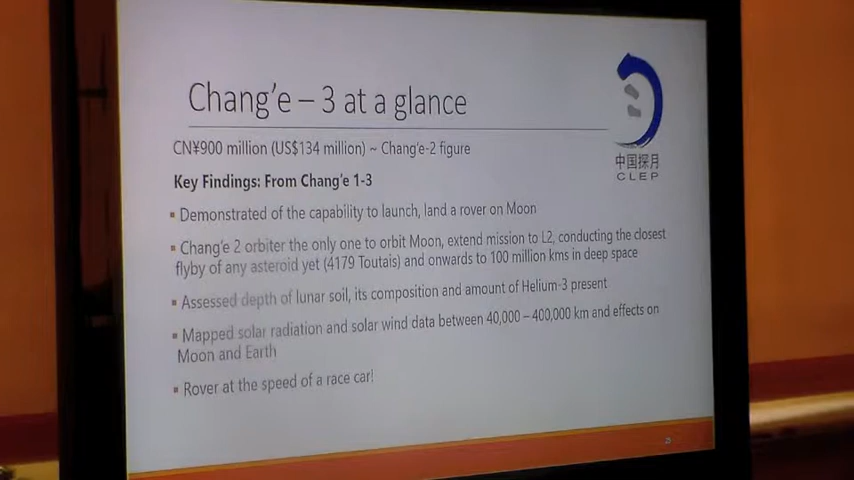 Chang'e – 3 at a glance
中国探月
CLEP
CN¥900 million (US$134 million) ~ Chang'e-2 figure
Key Findings: From Chang'e 1-3
▪ Demonstrated of the capability to launch, land a rover on Moon
▪ Chang'e 2 orbiter the only one to orbit Moon, extend mission to L2, conducting the closest
flyby of any asteroid yet (4179 Toutais) and onwards to 100 million kms in deep space
▪ Assessed depth of lunar soil, its composition and amount of Helium-3 present
▪ Mapped solar radiation and solar wind data between 40,000 – 400,000 km and effects on
Moon and Earth
▪ Rover at the speed of a race car!